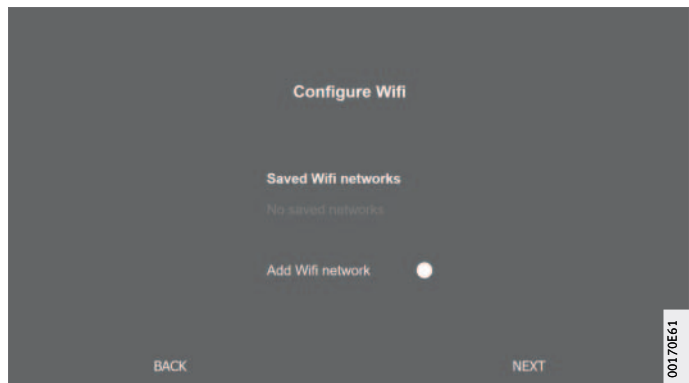 Configure Wifi
Saved Wifi networks
No saved networks
Add Wifi network
BACK
NEXT
00170E61